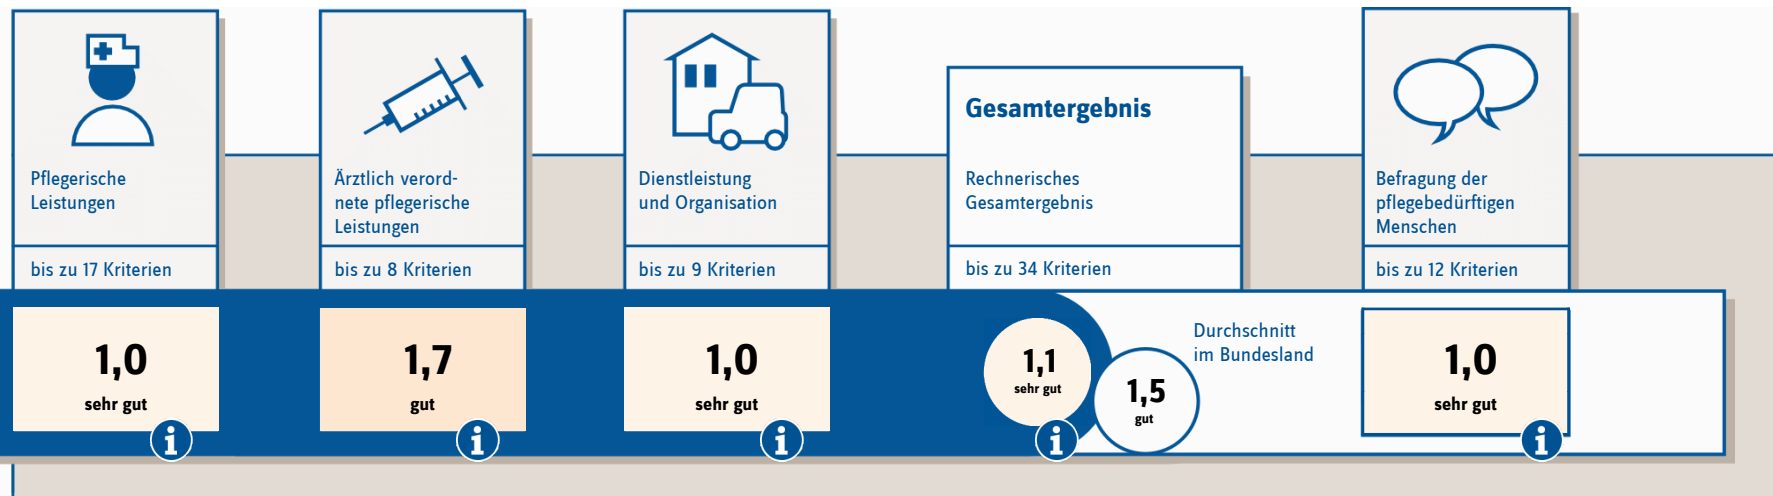 Pflegerische
Leistungen
bis zu 17 Kriterien
1,0
sehr gut
i
Ärztlich verord-
nete pflegerische
Leistungen
bis zu 8 Kriterien
1,7
gut
i
Dienstleistung
und Organisation
bis zu 9 Kriterien
1,0
sehr gut
i
Gesamtergebnis
Rechnerisches
Gesamtergebnis
bis zu 34 Kriterien
1,1
sehr gut
i
1,5
gut
Durchschnitt
im Bundesland
Befragung der
pflegebedürftigen
Menschen
bis zu 12 Kriterien
1,0
sehr gut
i